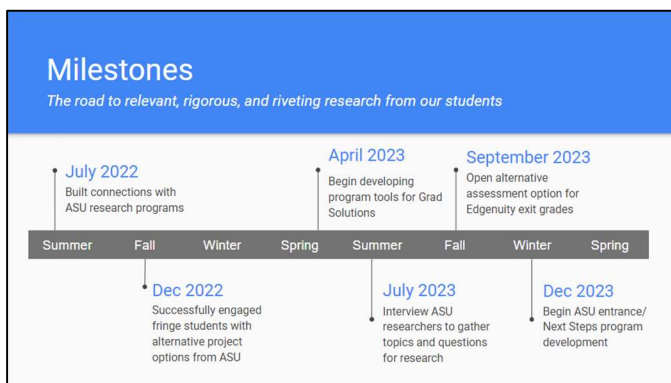 Milestones
The road to relevant, rigorous, and riveting research from our students
July 2022
Built connections with
ASU research programs
April 2023
Begin developing
program tools for Grad
Solutions
September 2023
Open alternative
assessment option for
Edgenuity exit grades
Summer Fall Winter Spring Summer Fall Winter Spring
Dec 2022
Successfully engaged
fringe students with
alternative project
options from ASU
July 2023
Interview ASU
researchers to gather
topics and questions
for research
Dec 2023
Begin ASU entrance/
Next Steps program
development